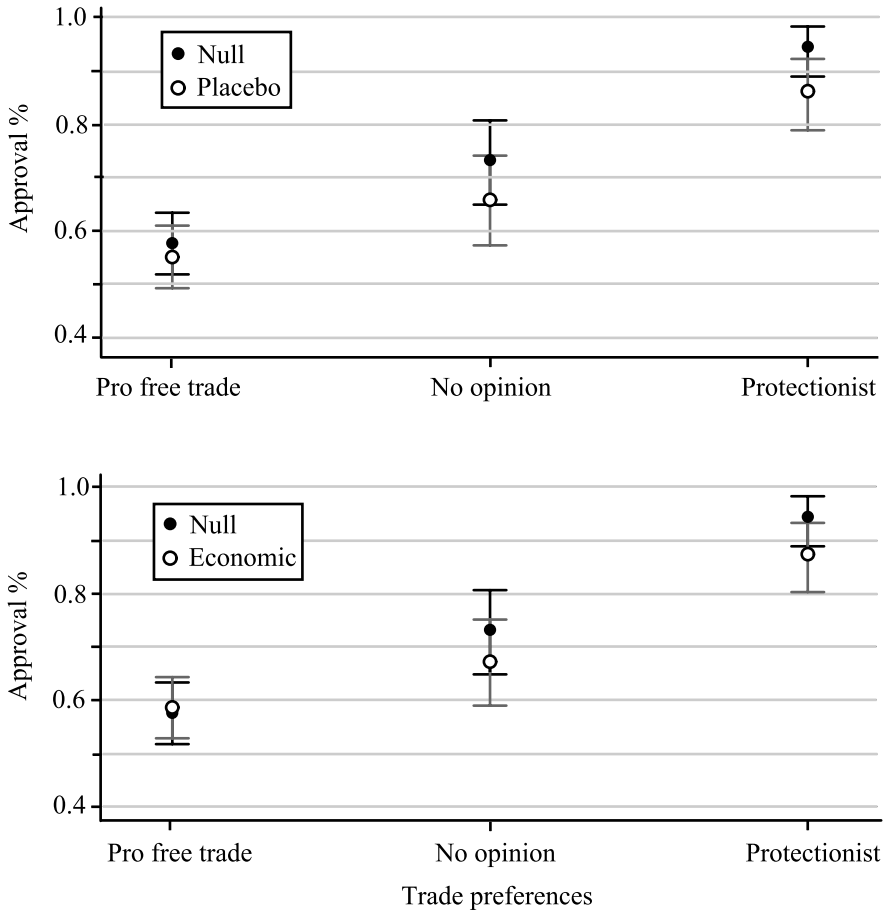 1.0
Null
Placebo
0.8
Approval %
0.6
0.4
Pro free trade No opinion Protectionist
1.0
Null
Economic
0.8
Approval %
0.6
0.4
Pro free trade No opinion Protectionist
Trade preferences